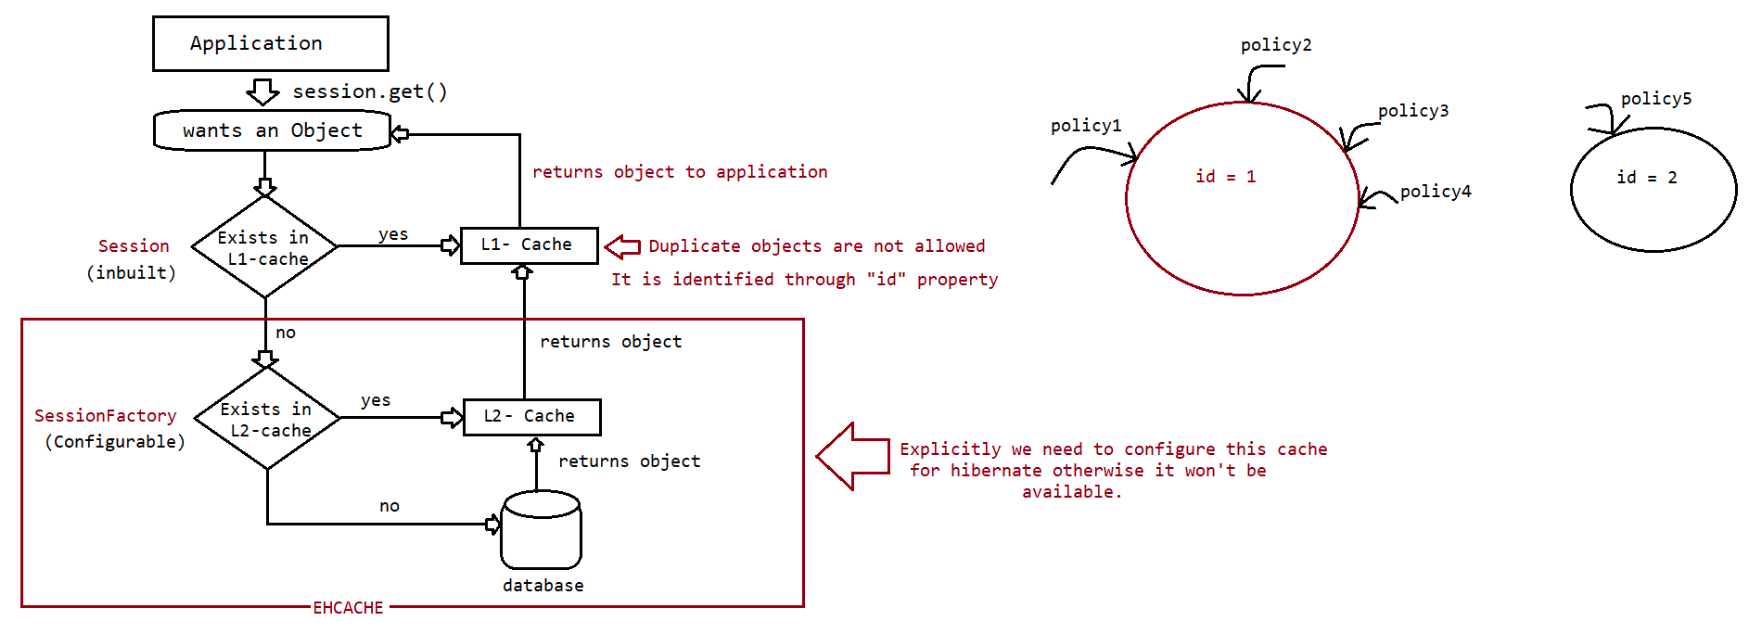 Application
session.get()
wants an Object
returns object to application
Session
(inbuilt)
Exists in
L1-cache
yes
L1- Cache
Duplicate objects are not allowed
It is identified through "id" property
no
returns object
SessionFactory
(Configurable)
Exists in
L2-cache
yes
L2- Cache
returns object
no
database
EHCACHE
Explicitly we need to configure this cache
for hibernate otherwise it won't be
available.
policy1
policy2
policy3
policy4
id = 1
policy5
id = 2